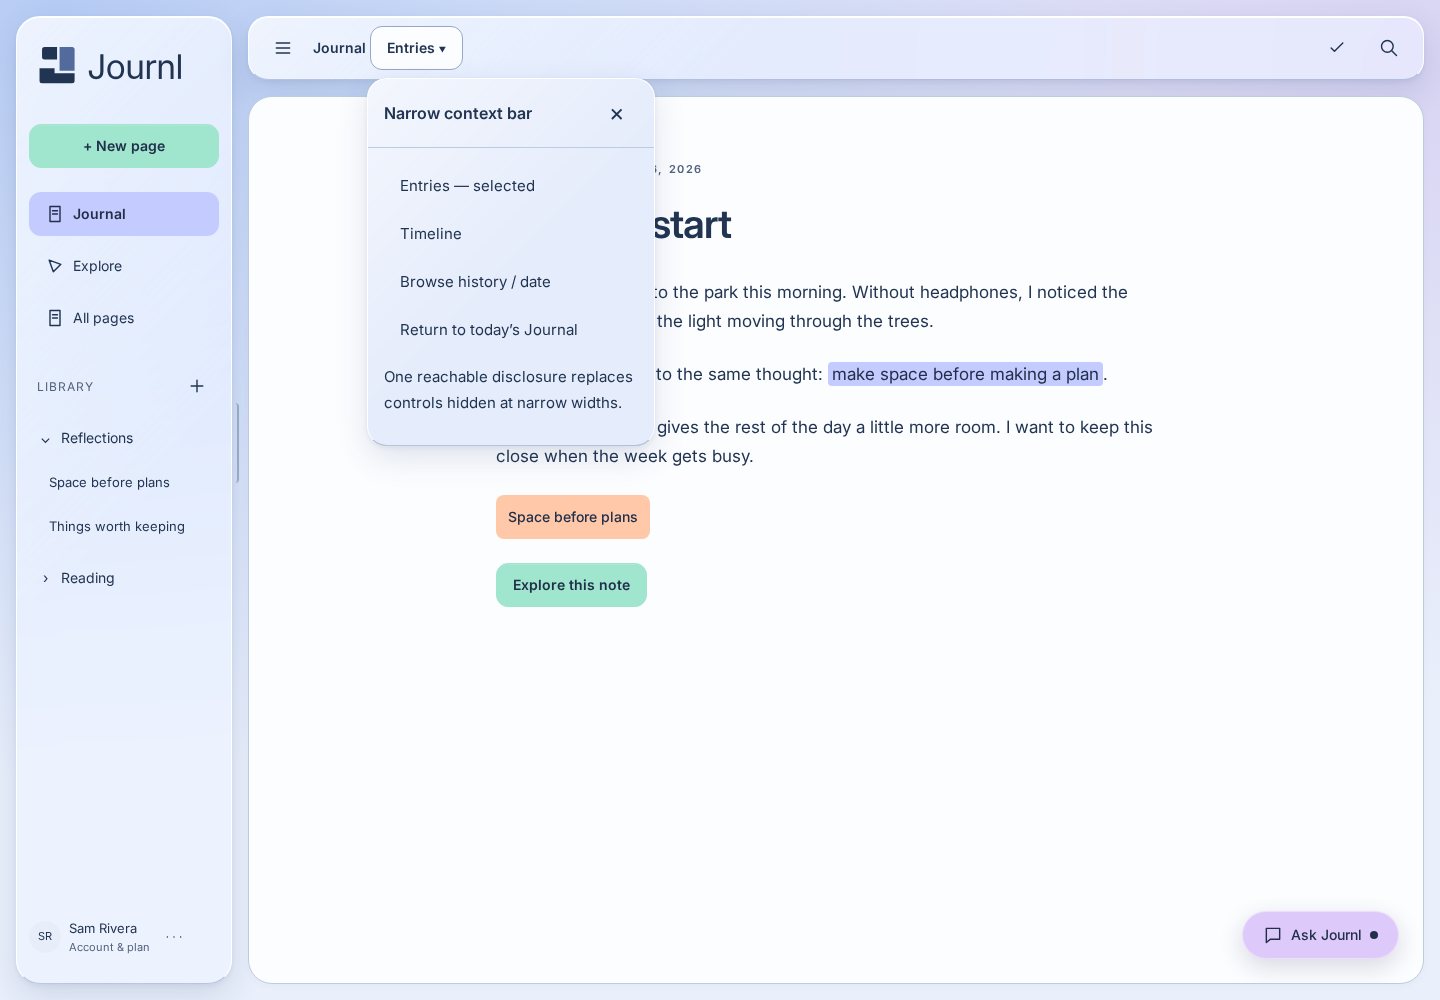 Journl
+ New page
Journal
Explore
All pages
LIBRARY
Reflections
Space before plans
Things worth keeping
Reading
SR
Sam Rivera
Account & plan
...
Journal
Entries ▾
Narrow context bar
Entries — selected
Timeline
Browse history / date
Return to today’s Journal
One reachable disclosure replaces
controls hidden at narrow widths.
, 2026
start
to the park this morning. Without headphones, I noticed the
the light moving through the trees.
to the same thought: make space before making a plan.
gives the rest of the day a little more room. I want to keep this
close when the week gets busy.
Space before plans
Explore this note
Ask Journl